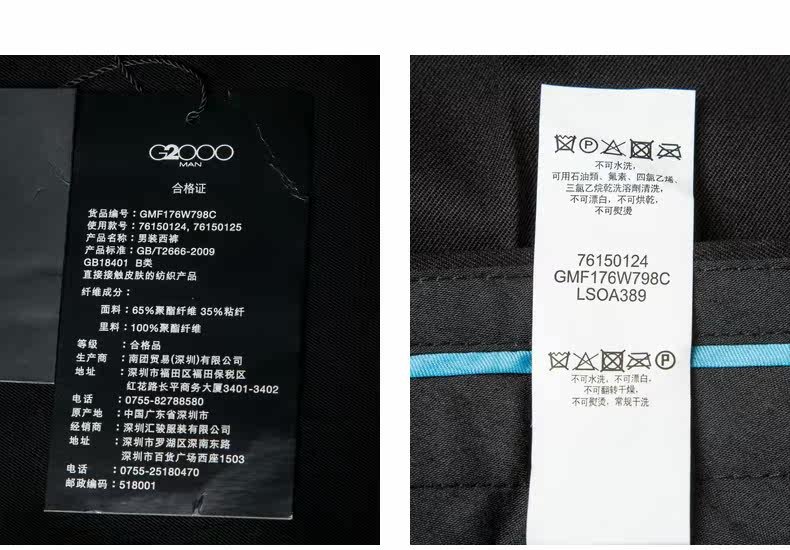 G2000
MAN
合格证
货品编号：GMF176W798C
使用款号：76150124, 76150125
产品名称：男装西裤
产品标准：GB/T2666-2009
GB18401 B类
直接接触皮肤的纺织产品
纤维成分：
面料：65%聚酯纤维 35%粘纤
里料：100%聚酯纤维
等级：合格品
生产商：南团贸易(深圳)有限公司
地址：深圳市福田区福田保税区
红花路长平商务大厦3401-3402
电话：0755-82788580
原产地：中国广东省深圳市
经销商：深圳汇骏服装有限公司
地址：深圳市罗湖区深南东路
深圳市百货广场西座1503
电话：0755-25180470
邮政编码：518001
P
不可水洗，
可用石油類、氟素、四氯乙烯、
三氯乙烷乾洗溶劑清洗，
不可漂白，不可烘乾，
不可熨燙
76150124
GMF176W798C
LSOA389
P
不可水洗，不可漂白，
不可翻转干燥，
不可熨烫，常规干洗